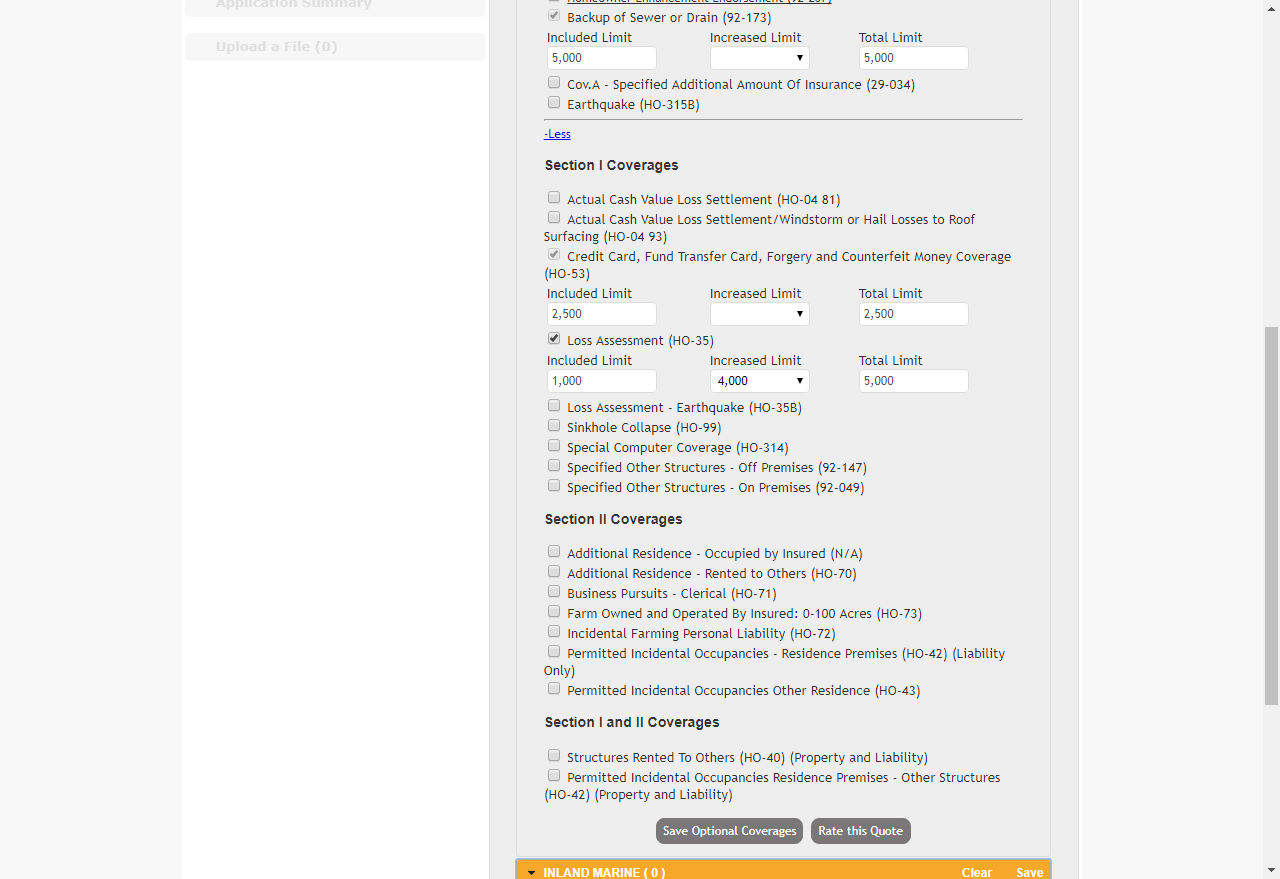 Application Summary
Upload a File (0)
Homeowner Enhancement Endorsement (92-267)
Backup of Sewer or Drain (92-173)
Included Limit Increased Limit Total Limit
5,000 5,000
Cov.A - Specified Additional Amount Of Insurance (29-034)
Earthquake (HO-315B)
-Less
Section I Coverages
Actual Cash Value Loss Settlement (HO-04 81)
Actual Cash Value Loss Settlement/Windstorm or Hail Losses to Roof
Surfacing (HO-04 93)
Credit Card, Fund Transfer Card, Forgery and Counterfeit Money Coverage
(HO-53)
Included Limit Increased Limit Total Limit
2,500 2,500
Loss Assessment (HO-35)
Included Limit Increased Limit Total Limit
1,000 4,000 5,000
Loss Assessment - Earthquake (HO-35B)
Sinkhole Collapse (HO-99)
Special Computer Coverage (HO-314)
Specified Other Structures - Off Premises (92-147)
Specified Other Structures - On Premises (92-049)
Section II Coverages
Additional Residence - Occupied by Insured (N/A)
Additional Residence - Rented to Others (HO-70)
Business Pursuits - Clerical (HO-71)
Farm Owned and Operated By Insured: 0-100 Acres (HO-73)
Incidental Farming Personal Liability (HO-72)
Permitted Incidental Occupancies - Residence Premises (HO-42) (Liability
Only)
Permitted Incidental Occupancies Other Residence (HO-43)
Section I and II Coverages
Structures Rented To Others (HO-40) (Property and Liability)
Permitted Incidental Occupancies Residence Premises - Other Structures
(HO-42) (Property and Liability)
Save Optional Coverages Rate this Quote
INLAND MARINE ( 0 ) Clear Save